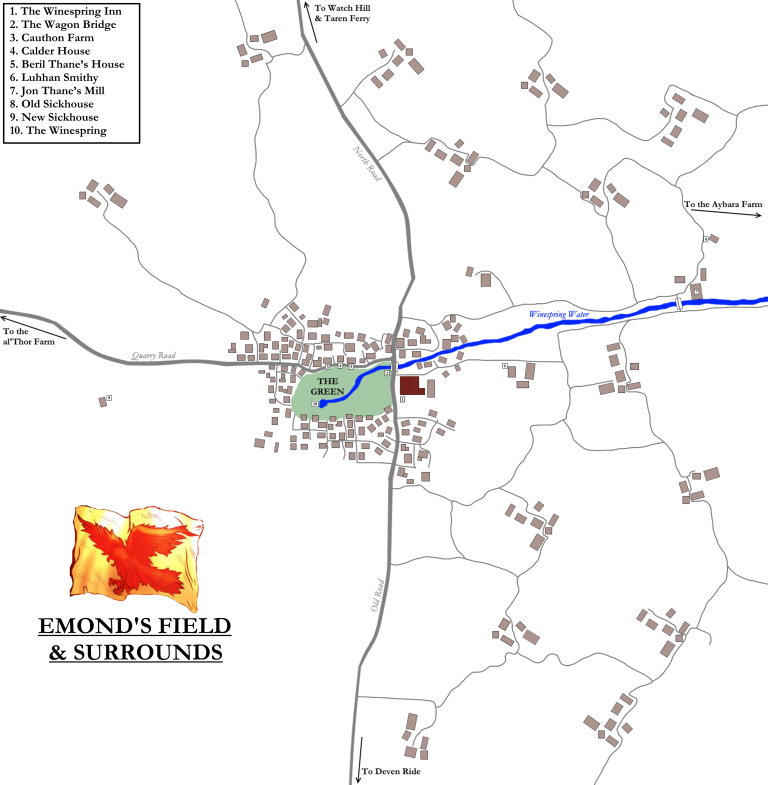 1. The Winespring Inn
2. The Wagon Bridge
3. Cauthon Farm
4. Calder House
5. Beril Thane's House
6. Luhhan Smithy
7. Jon Thane's Mill
8. Old Sickhouse
9. New Sickhouse
10. The Winespring
To Watch Hill
& Taren Ferry
North Road
To the Aybara Farm
Winespring Water
To the
al'Thor Farm
Quarry Road
THE
GREEN
Old Road
EMOND'S FIELD
& SURROUNDS
To Deven Ride